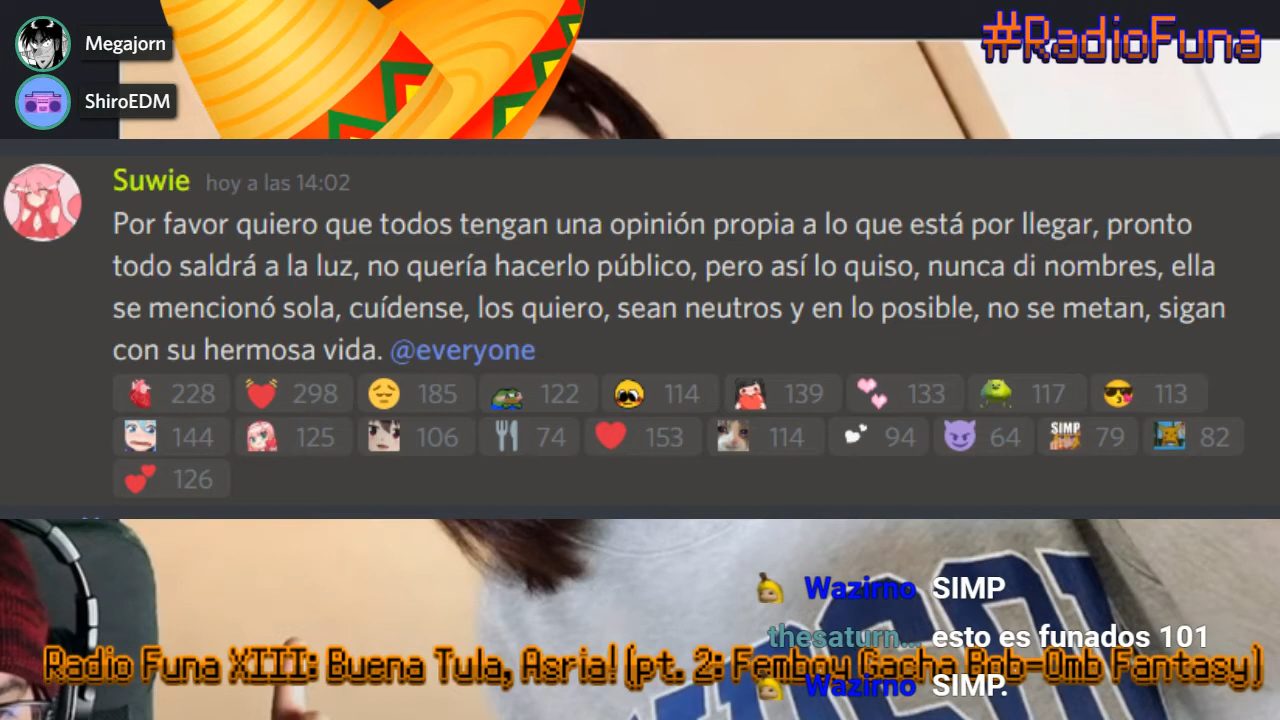 Megajorn
#RadioFuna
ShiroEDM
Suwie hoy a las 14:02
Por favor quiero que todos tengan una opinión propia a lo que está por llegar, pronto
todo saldrá a la luz, no quería hacerlo público, pero así lo quiso, nunca di nombres, ella
se mencionó sola, cuídense, los quiero, sean neutros y en lo posible, no se metan, sigan
con su hermosa vida. @everyone
228 298 185 122 114 139 133 117 113
144 125 106 74 153 114 94 64 SIMP 79 82
126
Wazirno SIMP
thesaturn... esto es funados 101
Radio Funa XIII: Buena Tula, Asria! (pt. 2: Femboy Gacha Bob-Omb Fantasy)
Wazirno SIMP.